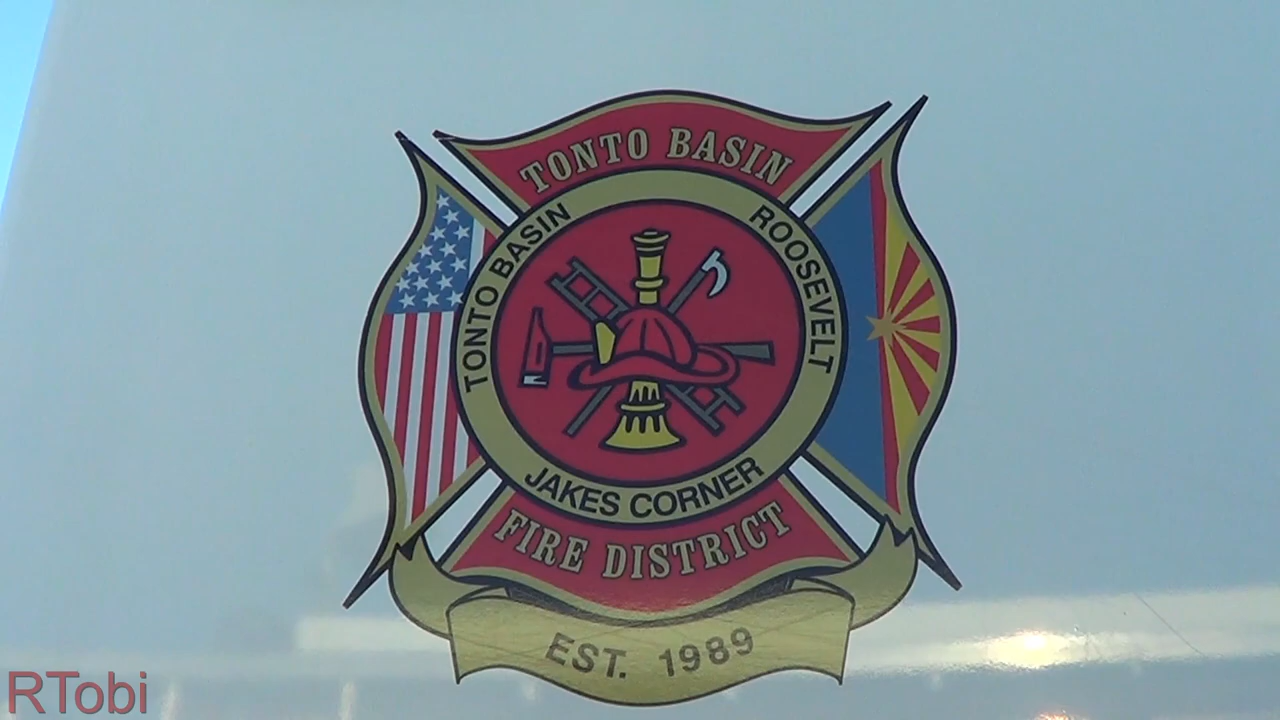 TONTO BASIN
TONTO BASIN
ROOSEVELT
JAKES CORNER
FIRE DISTRICT
EST. 1989
RTobi